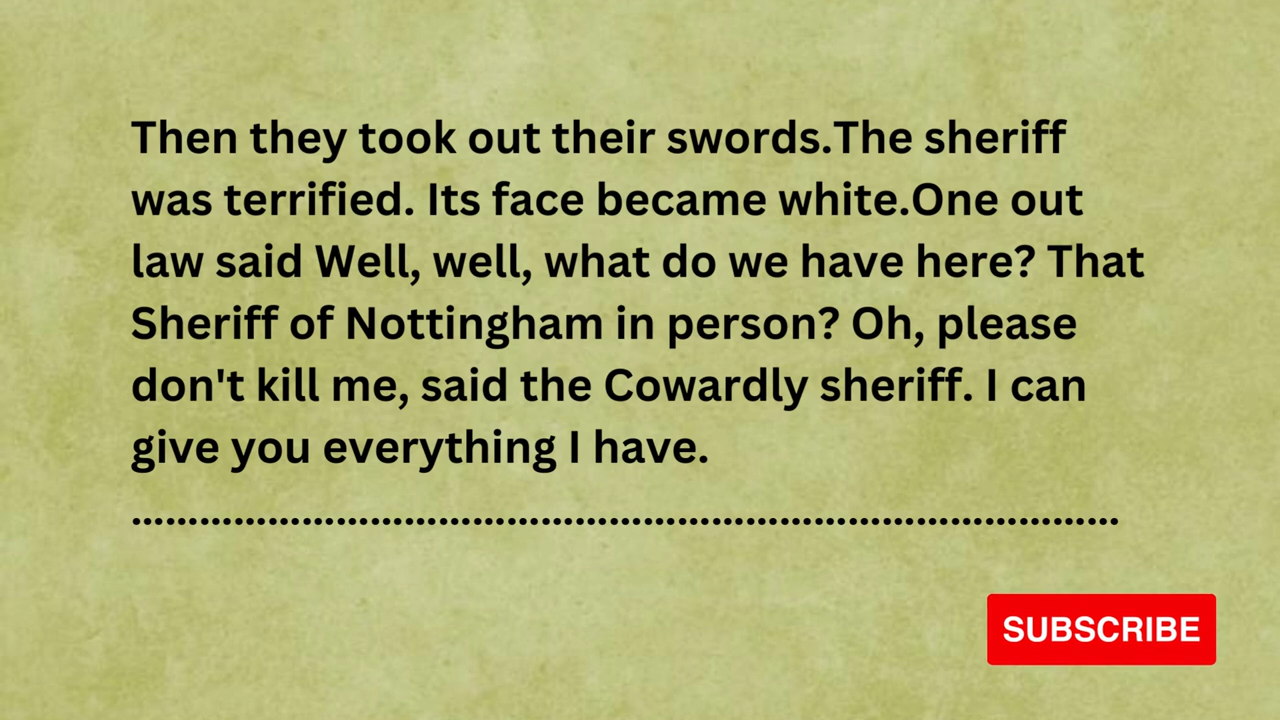 Then they took out their swords.The sheriff
was terrified. Its face became white.One out
law said Well, well, what do we have here? That
Sheriff of Nottingham in person? Oh, please
don't kill me, said the Cowardly sheriff. I can
give you everything I have.
.......................................................................................
SUBSCRIBE